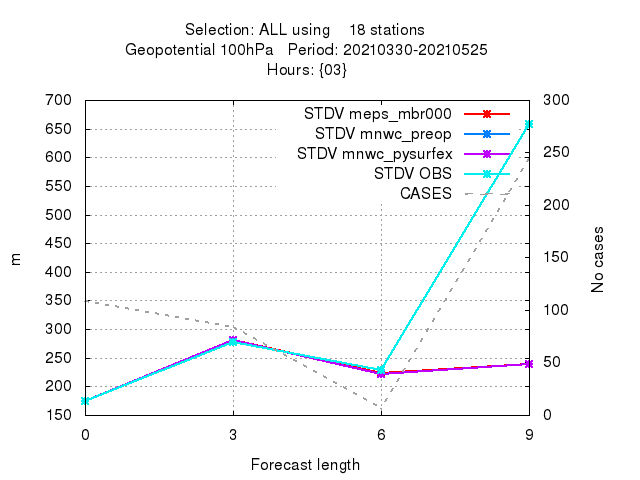 Selection: ALL using 18 stations
Geopotential 100hPa Period: 20210330-20210525
Hours: {03}
700
650
600
550
500
450
400
350
300
250
200
150
300
250
200
150
100
50
0
STDV meps_mbr000
STDV mnwc_preop
STDV mnwc_pysurfex
STDV OBS
CASES
m
No cases
0 3 6 9
Forecast length